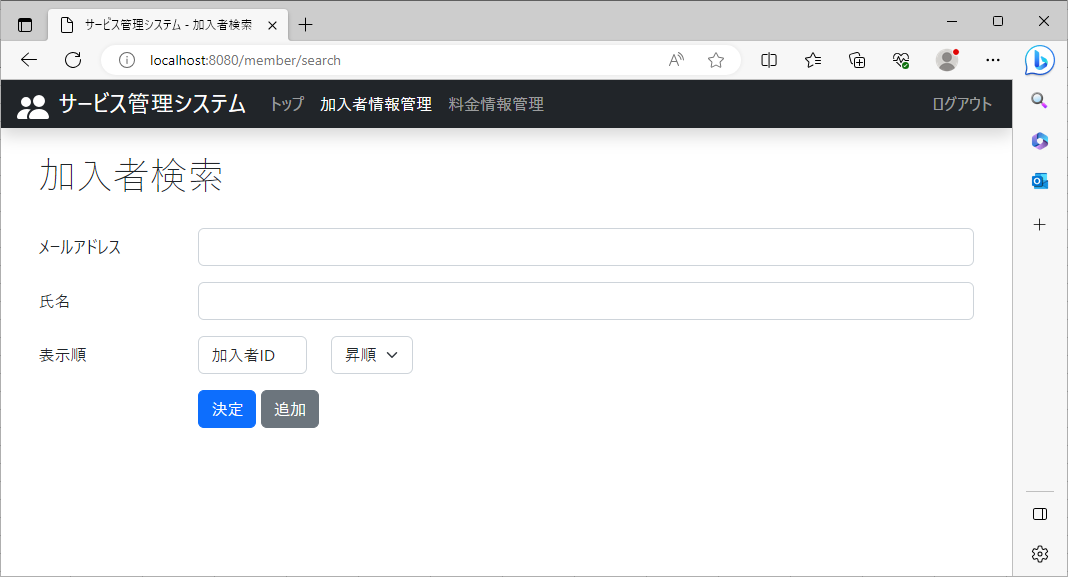 サービス管理システム - 加入者検索
localhost:8080/member/search
サービス管理システム トップ 加入者情報管理 料金情報管理 ログアウト
加入者検索
メールアドレス
氏名
表示順 加入者ID 昇順
決定 追加